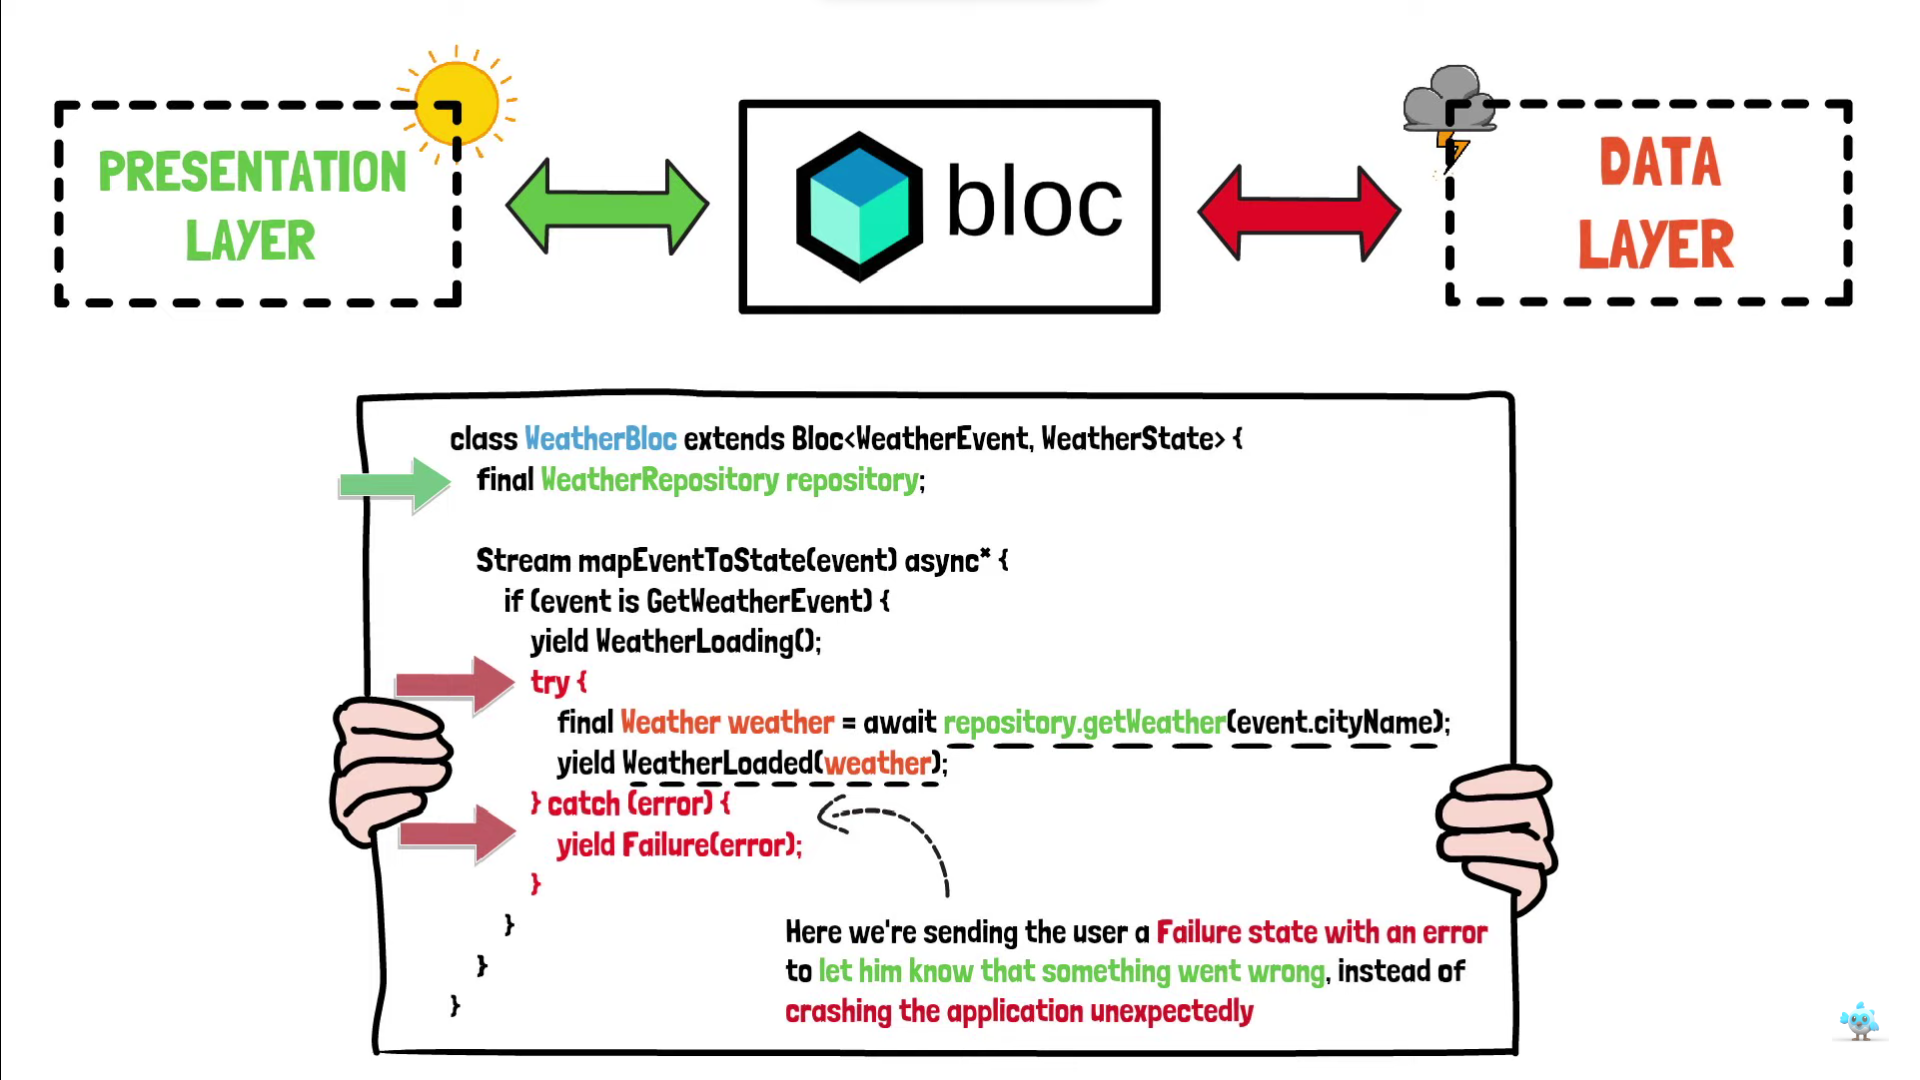 PRESENTATION
LAYER
bloc
DATA
LAYER
class WeatherBloc extends Bloc<WeatherEvent, WeatherState> {
final WeatherRepository repository;
Stream mapEventToState(event) async* {
if (event is GetWeatherEvent) {
yield WeatherLoading();
try {
final Weather weather = await repository.getWeather(event.cityName);
yield WeatherLoaded(weather);
} catch (error) {
yield Failure(error);
}
}
}
}
Here we're sending the user a Failure state with an error
to let him know that something went wrong, instead of
crashing the application unexpectedly